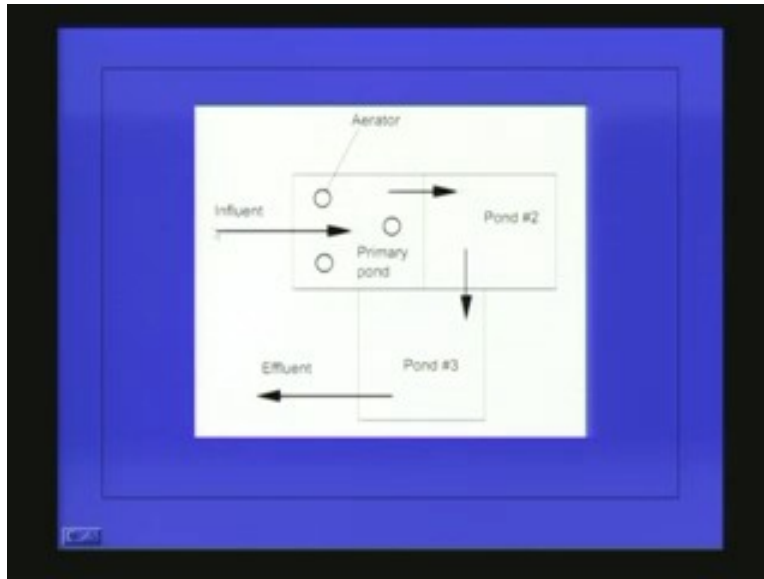 Aerator
Influent
Pond #2
Primary
pond
Pond #3
Effluent